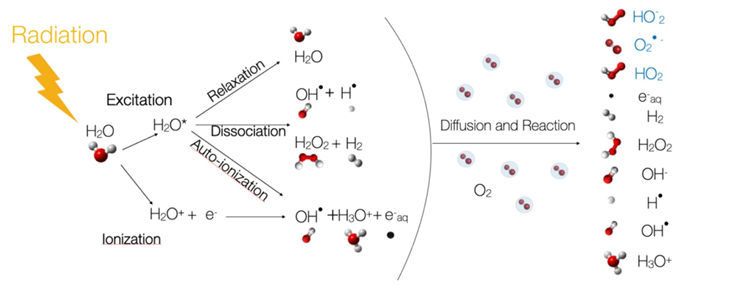 Radiation
Excitation
H₂O
H₂O*
Relaxation
H₂O
Dissociation
OH• + H•
H₂O₂ + H₂
Auto-ionization
H₂O+ + e-
Ionization
OH• +H₃O++ e-aq
Diffusion and Reaction
O₂
HO-2
O₂•-
HO₂
e-aq
H₂
H₂O₂
OH-
H•
OH•
H₃O+